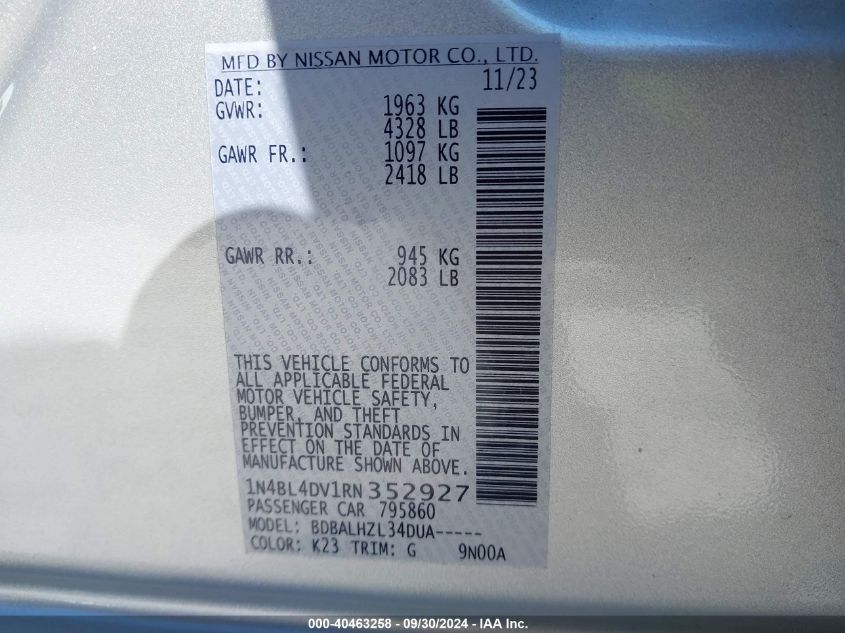 MFD BY NISSAN MOTOR CO., LTD.
DATE: 11/23
GVWR: 1963 KG
4328 LB
GAWR FR.: 1097 KG
2418 LB
GAWR RR.: 945 KG
2083 LB
THIS VEHICLE CONFORMS TO
ALL APPLICABLE FEDERAL
MOTOR VEHICLE SAFETY,
BUMPER, AND THEFT
PREVENTION STANDARDS IN
EFFECT ON THE DATE OF
MANUFACTURE SHOWN ABOVE.
1N4BL4DV1RN352927
PASSENGER CAR 795860
MODEL: BDBALHZL34DUA-----
COLOR: K23 TRIM: G 9N00A
000-40463258 - 09/30/2024 - IAA Inc.